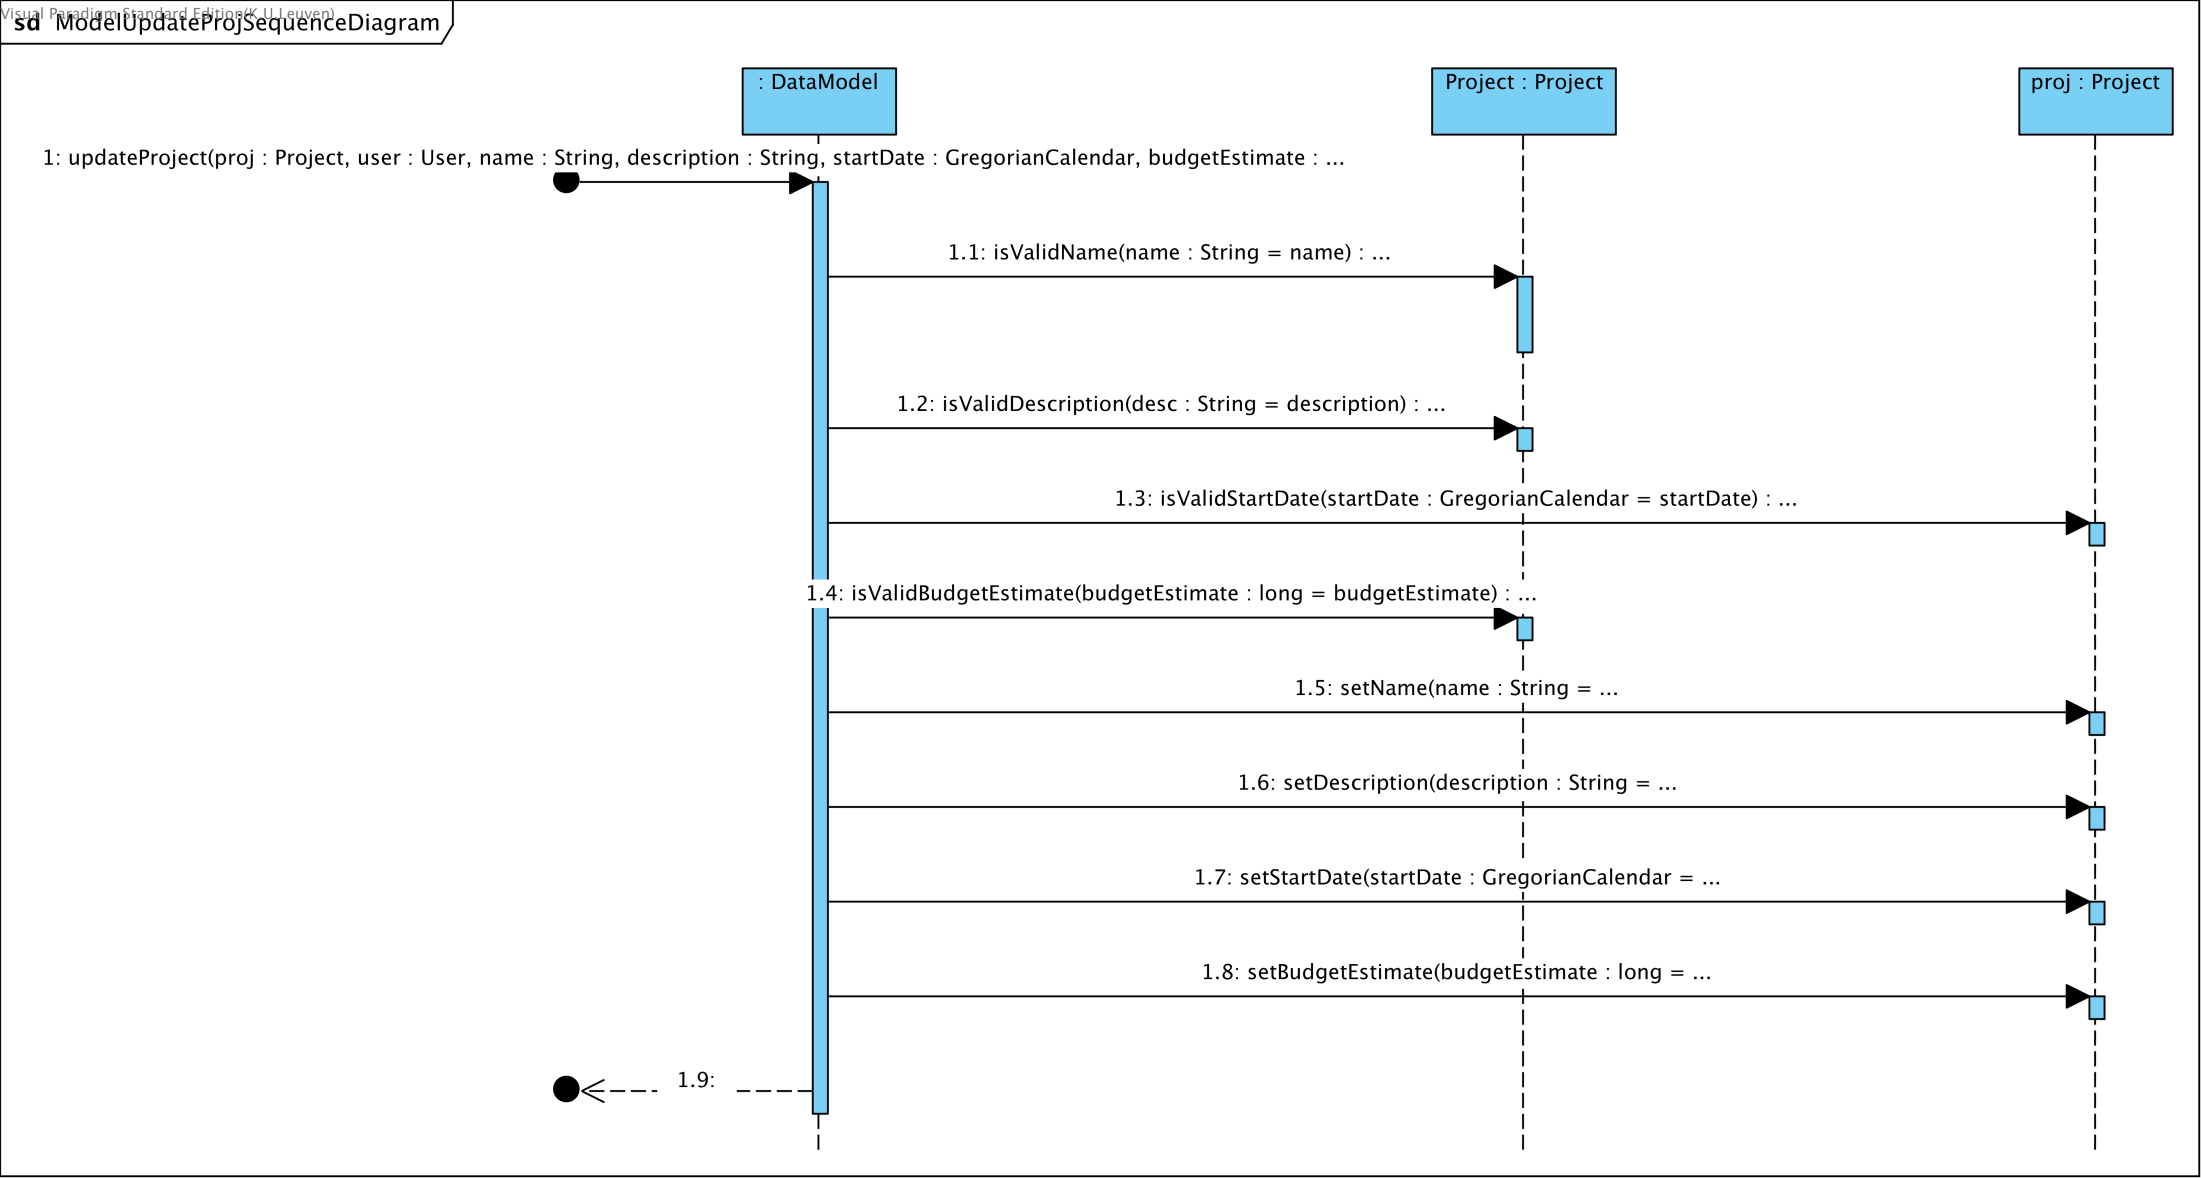 Visual Paradigm Standard Edition(K.U.Leuven)
sd ModelUpdateProjSequenceDiagram
: DataModel
Project : Project
proj : Project
1: updateProject(proj : Project, user : User, name : String, description : String, startDate : GregorianCalendar, budgetEstimate : ...
1.1: isValidName(name : String = name) : ...
1.2: isValidDescription(desc : String = description) : ...
1.3: isValidStartDate(startDate : GregorianCalendar = startDate) : ...
1.4: isValidBudgetEstimate(budgetEstimate : long = budgetEstimate) : ...
1.5: setName(name : String = ...
1.6: setDescription(description : String = ...
1.7: setStartDate(startDate : GregorianCalendar = ...
1.8: setBudgetEstimate(budgetEstimate : long = ...
1.9: